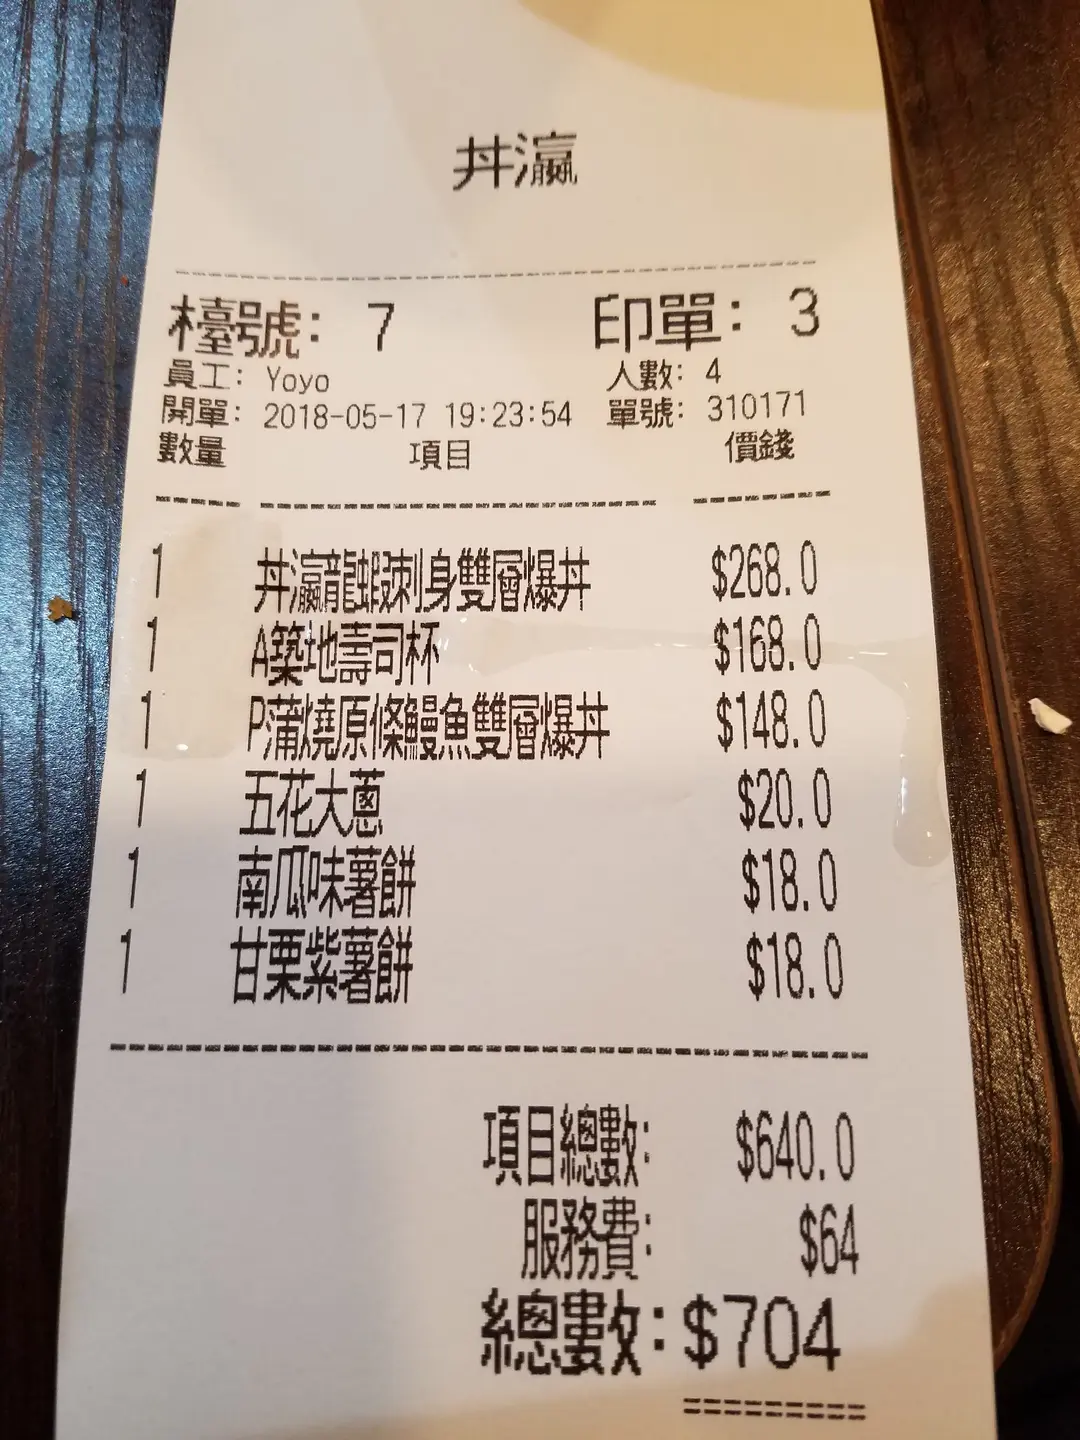 丼瀛
檯號: 7 印單: 3
員工: Yoyo 人數: 4
開單: 2018-05-17 19:23:54 單號: 310171
數量 項目 價錢
1 丼瀛龍蝦刺身雙層爆丼 $268.0
1 A築地壽司杯 $168.0
1 P蒲燒原條鰻魚雙層爆丼 $148.0
1 五花大蔥 $20.0
1 南瓜味薯餅 $18.0
1 甘栗紫薯餅 $18.0
項目總數: $640.0
服務費: $64
總數: $704